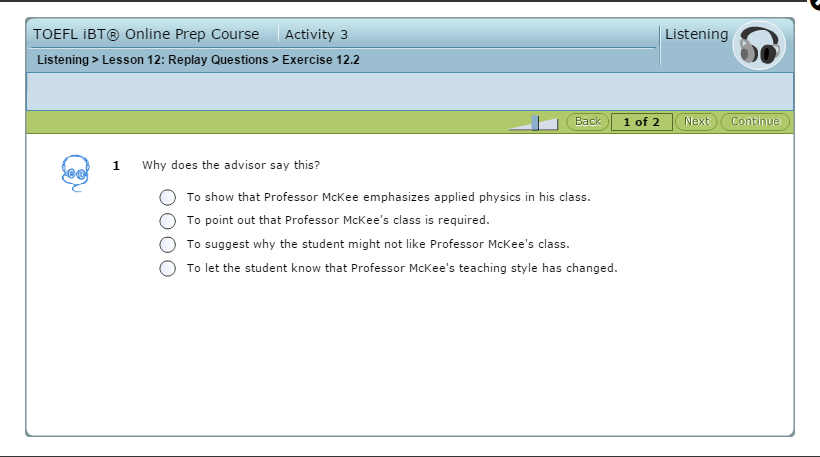 TOEFL iBT® Online Prep Course Activity 3 Listening
Listening > Lesson 12: Replay Questions > Exercise 12.2
Back 1 of 2 Next Continue
1 Why does the advisor say this?
To show that Professor McKee emphasizes applied physics in his class.
To point out that Professor McKee's class is required.
To suggest why the student might not like Professor McKee's class.
To let the student know that Professor McKee's teaching style has changed.